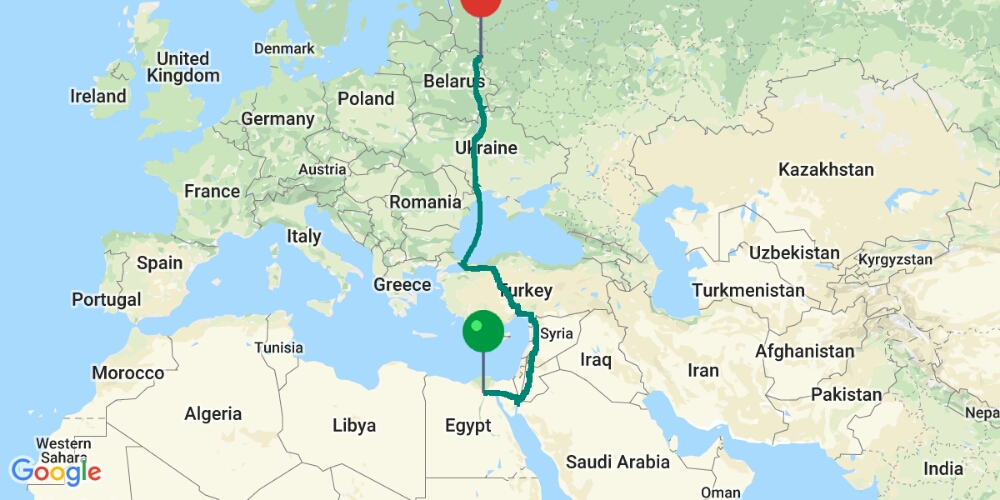 Denmark
United
Kingdom
Ireland
Belarus
Poland
Germany
Ukraine
Austria
Kazakhstan
France
Romania
Italy
Uzbekistan
Kyrgyzstan
Spain
Greece
Turkey
Turkmenistan
Portugal
Tunisia
Syria
Afghanistan
Iraq
Iran
Morocco
Pakistan
Algeria
Libya
Egypt
Nepa
Western
Sahara
Saudi Arabia
India
Google
Oman